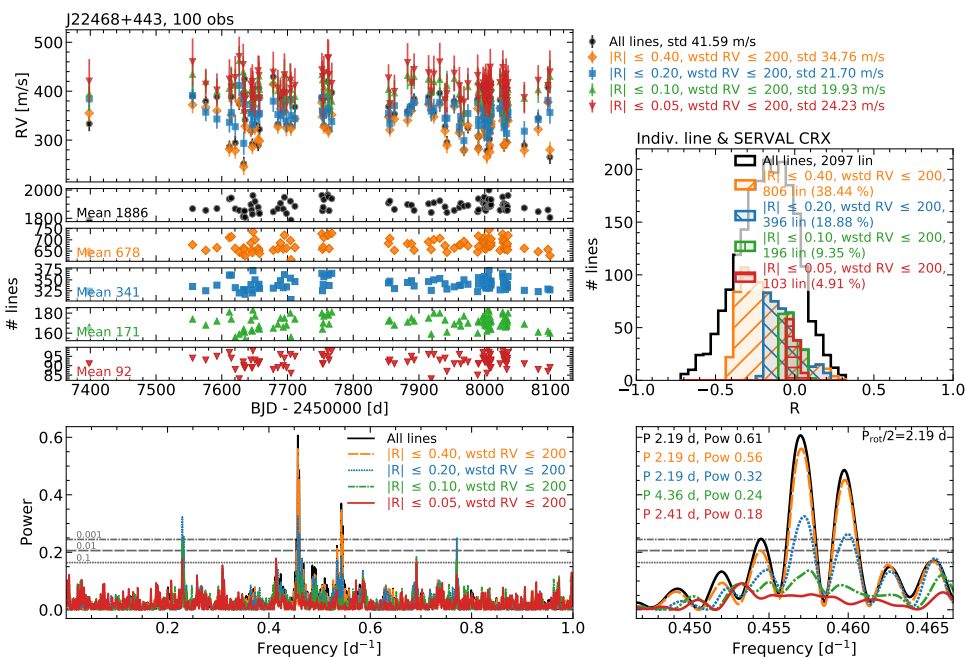 J22468+443, 100 obs
500
400
300
RV [m/s]
All lines, std 41.59 m/s
|R| ≤ 0.40, wstd RV ≤ 200, std 34.76 m/s
|R| ≤ 0.20, wstd RV ≤ 200, std 21.70 m/s
|R| ≤ 0.10, wstd RV ≤ 200, std 19.93 m/s
|R| ≤ 0.05, wstd RV ≤ 200, std 24.23 m/s
2000
1800
Mean 1886
750
650
Mean 678
375
325
Mean 341
180
160
Mean 171
95
90
85
Mean 92
# lines
7400 7500 7600 7700 7800 7900 8000 8100
BJD - 2450000 [d]
Indiv. line & SERVAL CRX
200
150
100
50
0
# lines
All lines, 2097 lin
|R| ≤ 0.40, wstd RV ≤ 200,
806 lin (38.44 %)
|R| ≤ 0.20, wstd RV ≤ 200,
396 lin (18.88 %)
|R| ≤ 0.10, wstd RV ≤ 200,
196 lin (9.35 %)
|R| ≤ 0.05, wstd RV ≤ 200,
103 lin (4.91 %)
−1.0 −0.5 0.0 0.5 1.0
R
0.6
0.4
0.2
0.0
Power
All lines
|R| ≤ 0.40, wstd RV ≤ 200
|R| ≤ 0.20, wstd RV ≤ 200
|R| ≤ 0.10, wstd RV ≤ 200
|R| ≤ 0.05, wstd RV ≤ 200
0.001
0.01
0.1
0.2 0.4 0.6 0.8 1.0
Frequency [d⁻¹]
P 2.19 d, Pow 0.61
P 2.19 d, Pow 0.56
P 2.19 d, Pow 0.32
P 4.36 d, Pow 0.24
P 2.41 d, Pow 0.18
Prot/2=2.19 d
0.450 0.455 0.460 0.465
Frequency [d⁻¹]